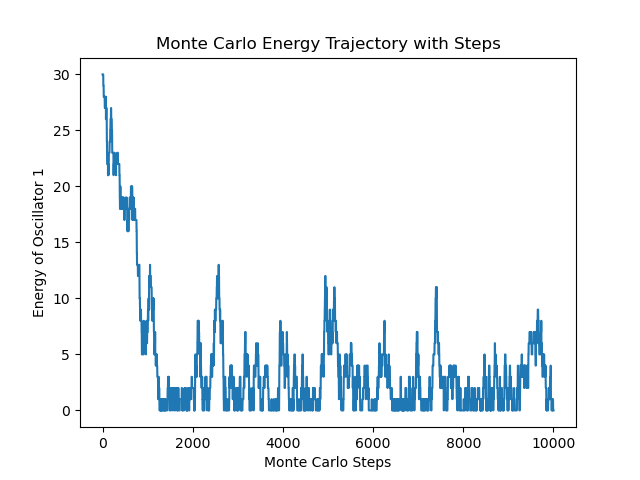 Monte Carlo Energy Trajectory with Steps
30
25
20
15
10
5
0
Energy of Oscillator 1
0 2000 4000 6000 8000 10000
Monte Carlo Steps